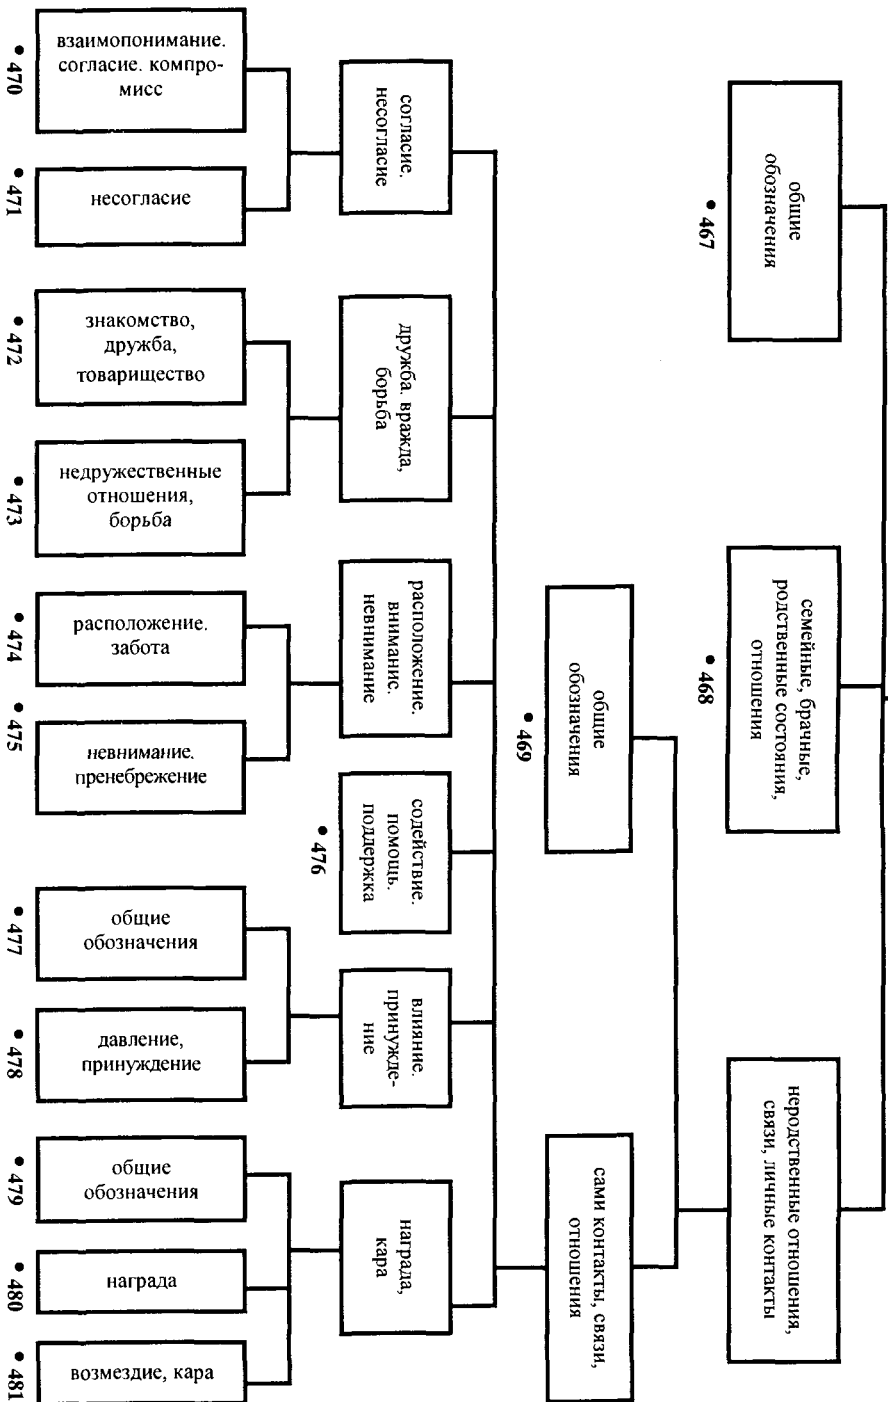 общие
обозначения
• 467
семейные, брачные,
родственные состояния,
отношения
• 468
неродственные отношения,
связи, личные контакты
общие
обозначения
• 469
сами контакты, связи,
отношения
согласие.
несогласие
дружба. вражда,
борьба
расположение.
внимание.
невнимание
содействие.
помощь.
поддержка
• 476
влияние.
принужде-
ние
награда,
кара
взаимопонимание.
согласие. компро-
мисс
• 470
несогласие
• 471
знакомство,
дружба,
товарищество
• 472
недружественные
отношения,
борьба
• 473
расположение.
забота
• 474
невнимание.
пренебрежение
• 475
общие
обозначения
• 477
давление,
принуждение
• 478
общие
обозначения
• 479
награда
• 480
возмездие, кара
• 481